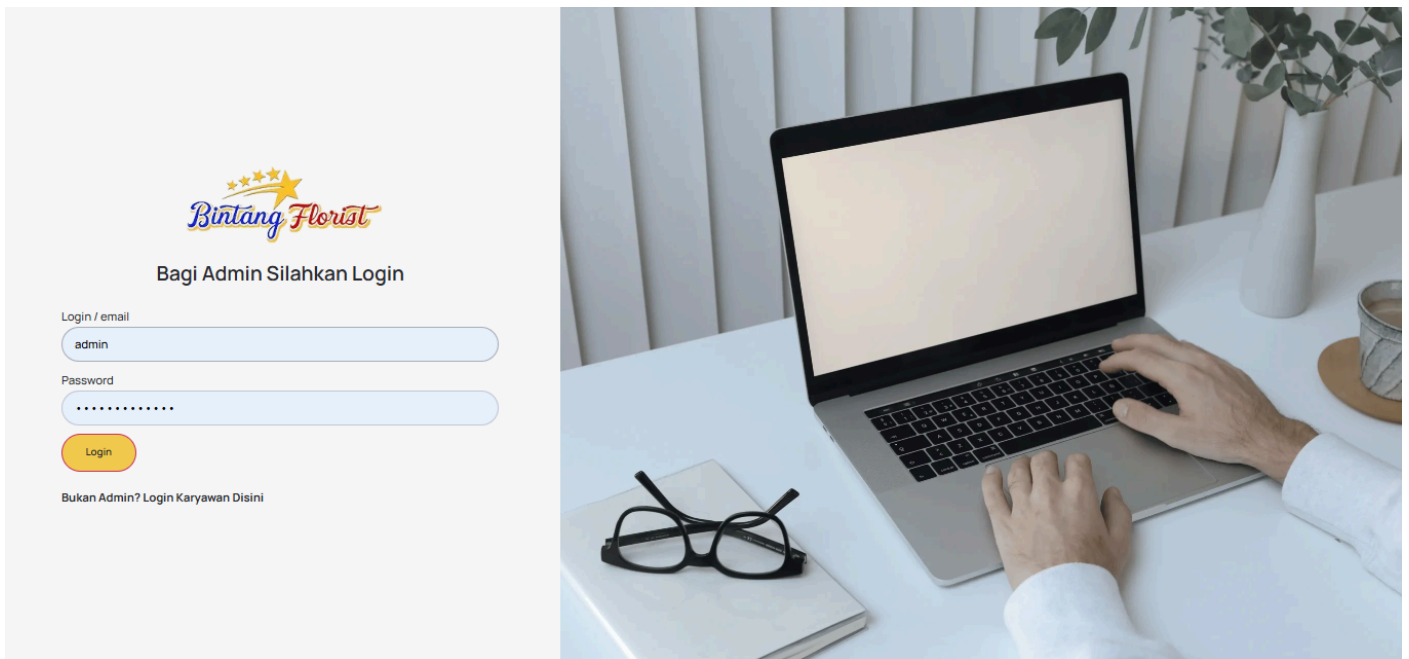 Bintang Florist
Bagi Admin Silahkan Login
Login / email
admin
Password
•••••••••••••
Login
Bukan Admin? Login Karyawan Disini